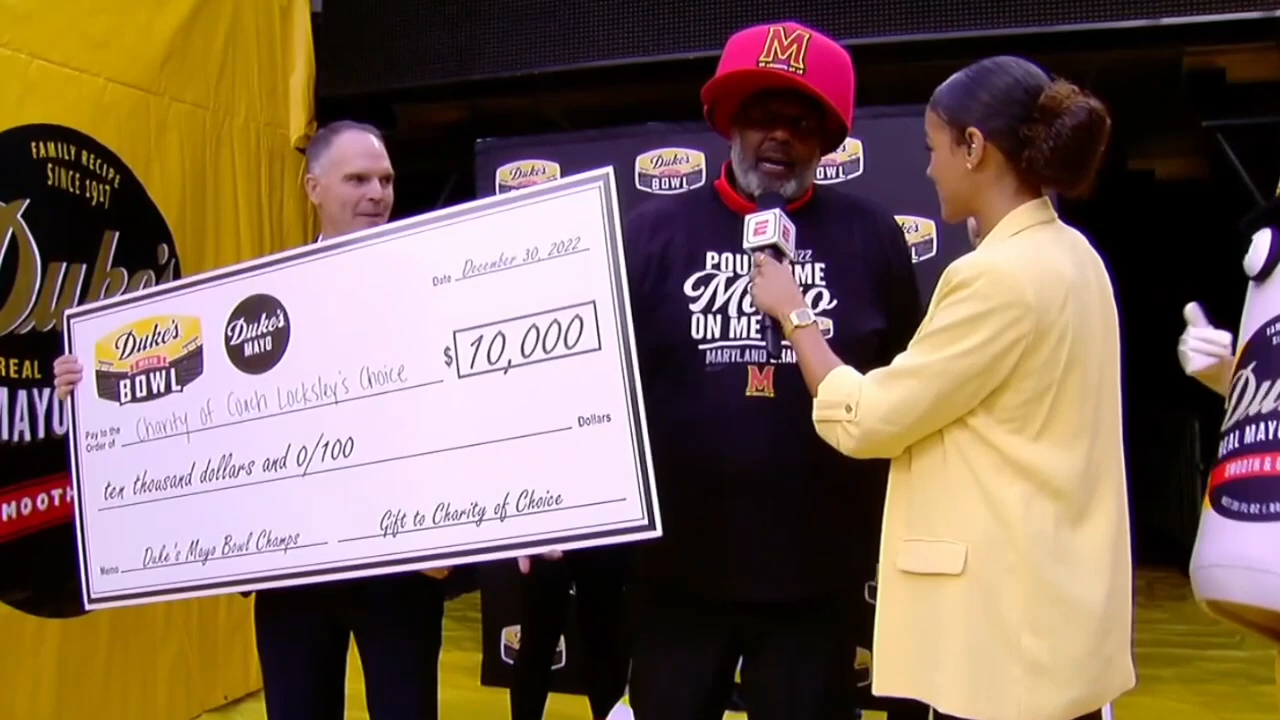 FAMILY RECIPE
SINCE 1917
Duke's
REAL
MAYO
SMOOTH
Duke's
MAYO
BOWL
Duke's
MAYO
Date December 30, 2022
$ 10,000
Pay to the
Order of Charity of Coach Locksley's Choice
ten thousand dollars and 0/100 Dollars
Memo Duke's Mayo Bowl Champs Gift to Charity of Choice
Duke's
Duke's
BOWL
BOWL
Duke's
M
E
2022
ME
ON ME
MARYLAND
M
REAL MAYO
SMOOTH &